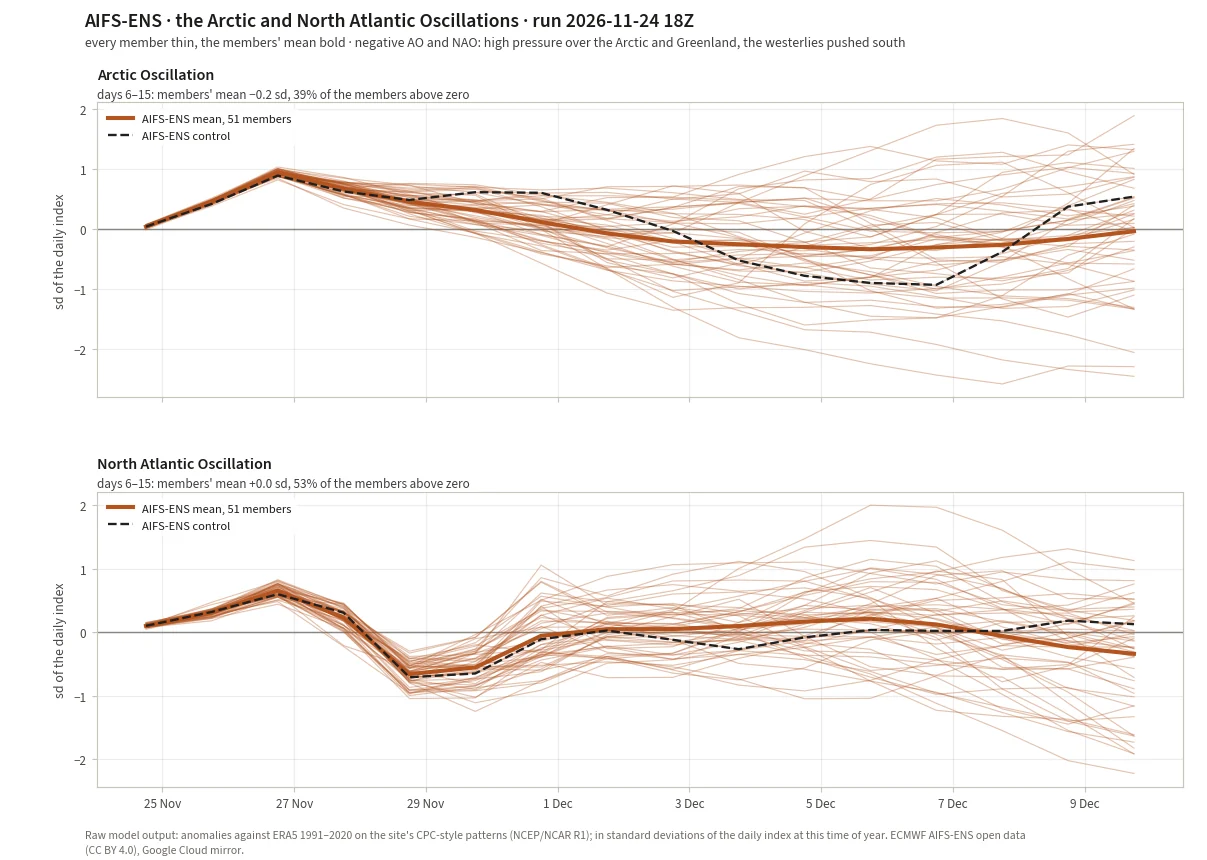 AIFS-ENS · the Arctic and North Atlantic Oscillations · run 2026-11-24 18Z
every member thin, the members' mean bold · negative AO and NAO: high pressure over the Arctic and Greenland, the westerlies pushed south
Arctic Oscillation
days 6–15: members' mean −0.2 sd, 39% of the members above zero
AIFS-ENS mean, 51 members
AIFS-ENS control
sd of the daily index
2
1
0
−1
−2
North Atlantic Oscillation
days 6–15: members' mean +0.0 sd, 53% of the members above zero
AIFS-ENS mean, 51 members
AIFS-ENS control
sd of the daily index
2
1
0
−1
−2
25 Nov 27 Nov 29 Nov 1 Dec 3 Dec 5 Dec 7 Dec 9 Dec
Raw model output: anomalies against ERA5 1991–2020 on the site's CPC-style patterns (NCEP/NCAR R1); in standard deviations of the daily index at this time of year. ECMWF AIFS-ENS open data
(CC BY 4.0), Google Cloud mirror.